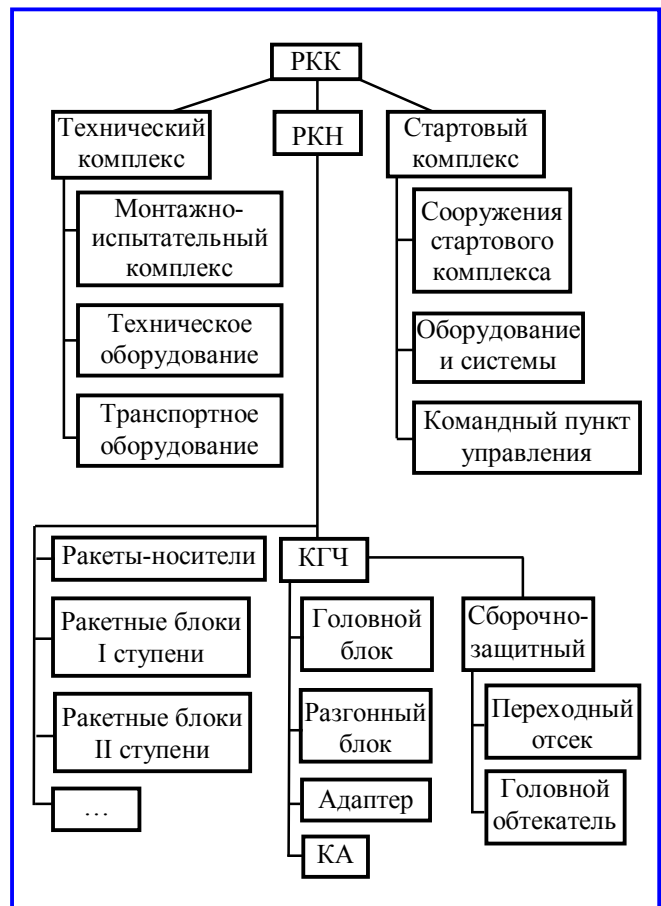 РКК
Технический
комплекс
РКН
Стартовый
комплекс
Монтажно-
испытательный
комплекс
Техническое
оборудование
Транспортное
оборудование
Сооружения
стартового
комплекса
Оборудование
и системы
Командный пункт
управления
Ракеты-носители
Ракетные блоки
I ступени
Ракетные блоки
II ступени
…
КГЧ
Головной
блок
Разгонный
блок
Адаптер
КА
Сборочно-
защитный
Переходный
отсек
Головной
обтекатель